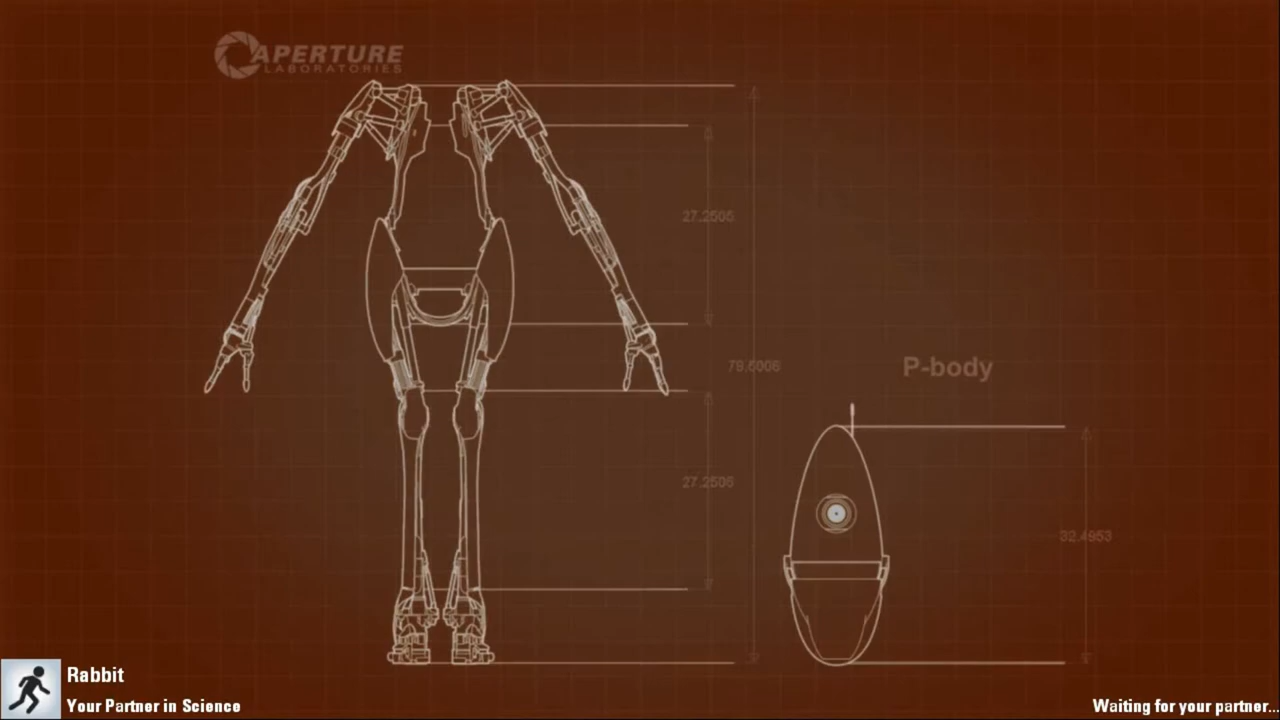 APERTURE
LABORATORIES
27.2506
79.6006
P-body
27.2506
32.4953
Rabbit
Your Partner in Science
Waiting for your partner...